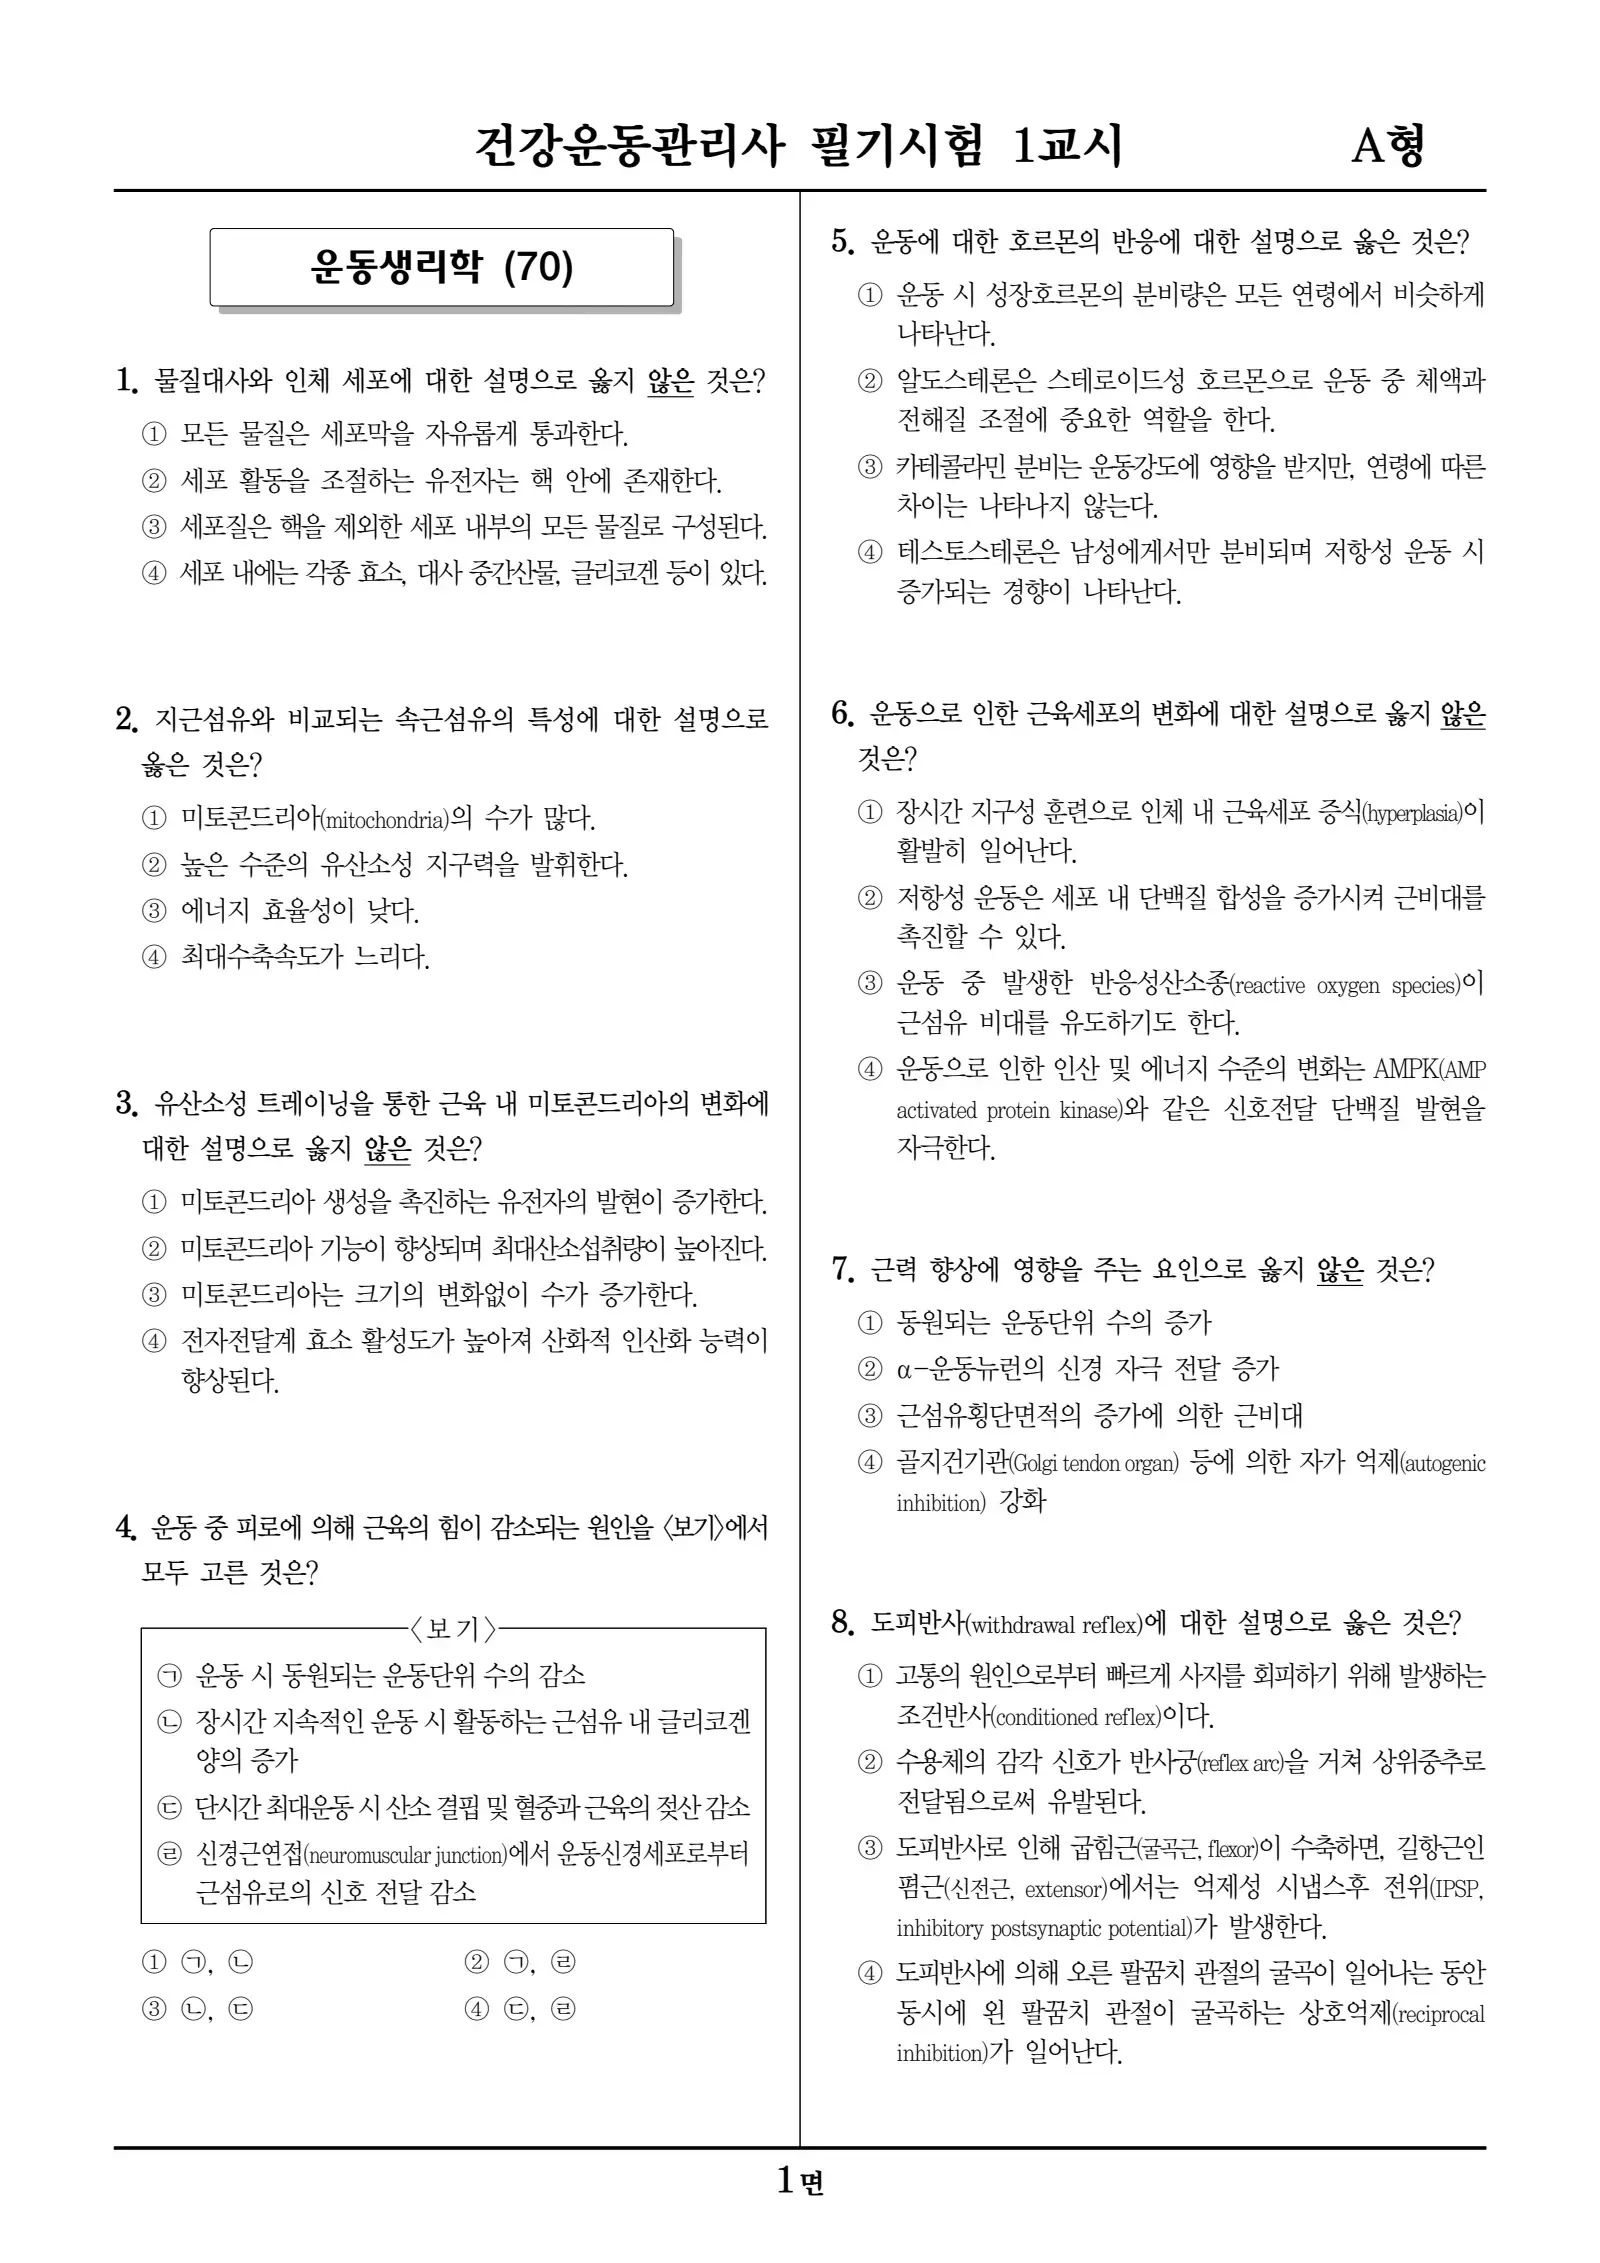 건강운동관리사 필기시험 1교시 A형
운동생리학 (70)
1. 물질대사와 인체 세포에 대한 설명으로 옳지 않은 것은?
① 모든 물질은 세포막을 자유롭게 통과한다.
② 세포 활동을 조절하는 유전자는 핵 안에 존재한다.
③ 세포질은 핵을 제외한 세포 내부의 모든 물질로 구성된다.
④ 세포 내에는 각종 효소, 대사 중간산물, 글리코겐 등이 있다.
2. 지근섬유와 비교되는 속근섬유의 특성에 대한 설명으로
옳은 것은?
① 미토콘드리아(mitochondria)의 수가 많다.
② 높은 수준의 유산소성 지구력을 발휘한다.
③ 에너지 효율성이 낮다.
④ 최대수축속도가 느리다.
3. 유산소성 트레이닝을 통한 근육 내 미토콘드리아의 변화에
대한 설명으로 옳지 않은 것은?
① 미토콘드리아 생성을 촉진하는 유전자의 발현이 증가한다.
② 미토콘드리아 기능이 향상되며 최대산소섭취량이 높아진다.
③ 미토콘드리아는 크기의 변화없이 수가 증가한다.
④ 전자전달계 효소 활성도가 높아져 산화적 인산화 능력이
향상된다.
4. 운동 중 피로에 의해 근육의 힘이 감소되는 원인을 〈보기〉에서
모두 고른 것은?
〈보기〉
㉠ 운동 시 동원되는 운동단위 수의 감소
㉡ 장시간 지속적인 운동 시 활동하는 근섬유 내 글리코겐
양의 증가
㉢ 단시간 최대운동 시 산소 결핍 및 혈중과 근육의 젖산 감소
㉣ 신경근연접(neuromuscular junction)에서 운동신경세포로부터
근섬유로의 신호 전달 감소
① ㉠, ㉡ ② ㉠, ㉣
③ ㉡, ㉢ ④ ㉢, ㉣
5. 운동에 대한 호르몬의 반응에 대한 설명으로 옳은 것은?
① 운동 시 성장호르몬의 분비량은 모든 연령에서 비슷하게
나타난다.
② 알도스테론은 스테로이드성 호르몬으로 운동 중 체액과
전해질 조절에 중요한 역할을 한다.
③ 카테콜라민 분비는 운동강도에 영향을 받지만, 연령에 따른
차이는 나타나지 않는다.
④ 테스토스테론은 남성에게서만 분비되며 저항성 운동 시
증가되는 경향이 나타난다.
6. 운동으로 인한 근육세포의 변화에 대한 설명으로 옳지 않은
것은?
① 장시간 지구성 훈련으로 인체 내 근육세포 증식(hyperplasia)이
활발히 일어난다.
② 저항성 운동은 세포 내 단백질 합성을 증가시켜 근비대를
촉진할 수 있다.
③ 운동 중 발생한 반응성산소종(reactive oxygen species)이
근섬유 비대를 유도하기도 한다.
④ 운동으로 인한 인산 및 에너지 수준의 변화는 AMPK(AMP
activated protein kinase)와 같은 신호전달 단백질 발현을
자극한다.
7. 근력 향상에 영향을 주는 요인으로 옳지 않은 것은?
① 동원되는 운동단위 수의 증가
② α-운동뉴런의 신경 자극 전달 증가
③ 근섬유횡단면적의 증가에 의한 근비대
④ 골지건기관(Golgi tendon organ) 등에 의한 자가 억제(autogenic
inhibition) 강화
8. 도피반사(withdrawal reflex)에 대한 설명으로 옳은 것은?
① 고통의 원인으로부터 빠르게 사지를 회피하기 위해 발생하는
조건반사(conditioned reflex)이다.
② 수용체의 감각 신호가 반사궁(reflex arc)을 거쳐 상위중추로
전달됨으로써 유발된다.
③ 도피반사로 인해 굽힘근(굴곡근, flexor)이 수축하면, 길항근인
폄근(신전근, extensor)에서는 억제성 시냅스후 전위(IPSP,
inhibitory postsynaptic potential)가 발생한다.
④ 도피반사에 의해 오른 팔꿈치 관절의 굴곡이 일어나는 동안
동시에 왼 팔꿈치 관절이 굴곡하는 상호억제(reciprocal
inhibition)가 일어난다.
1면